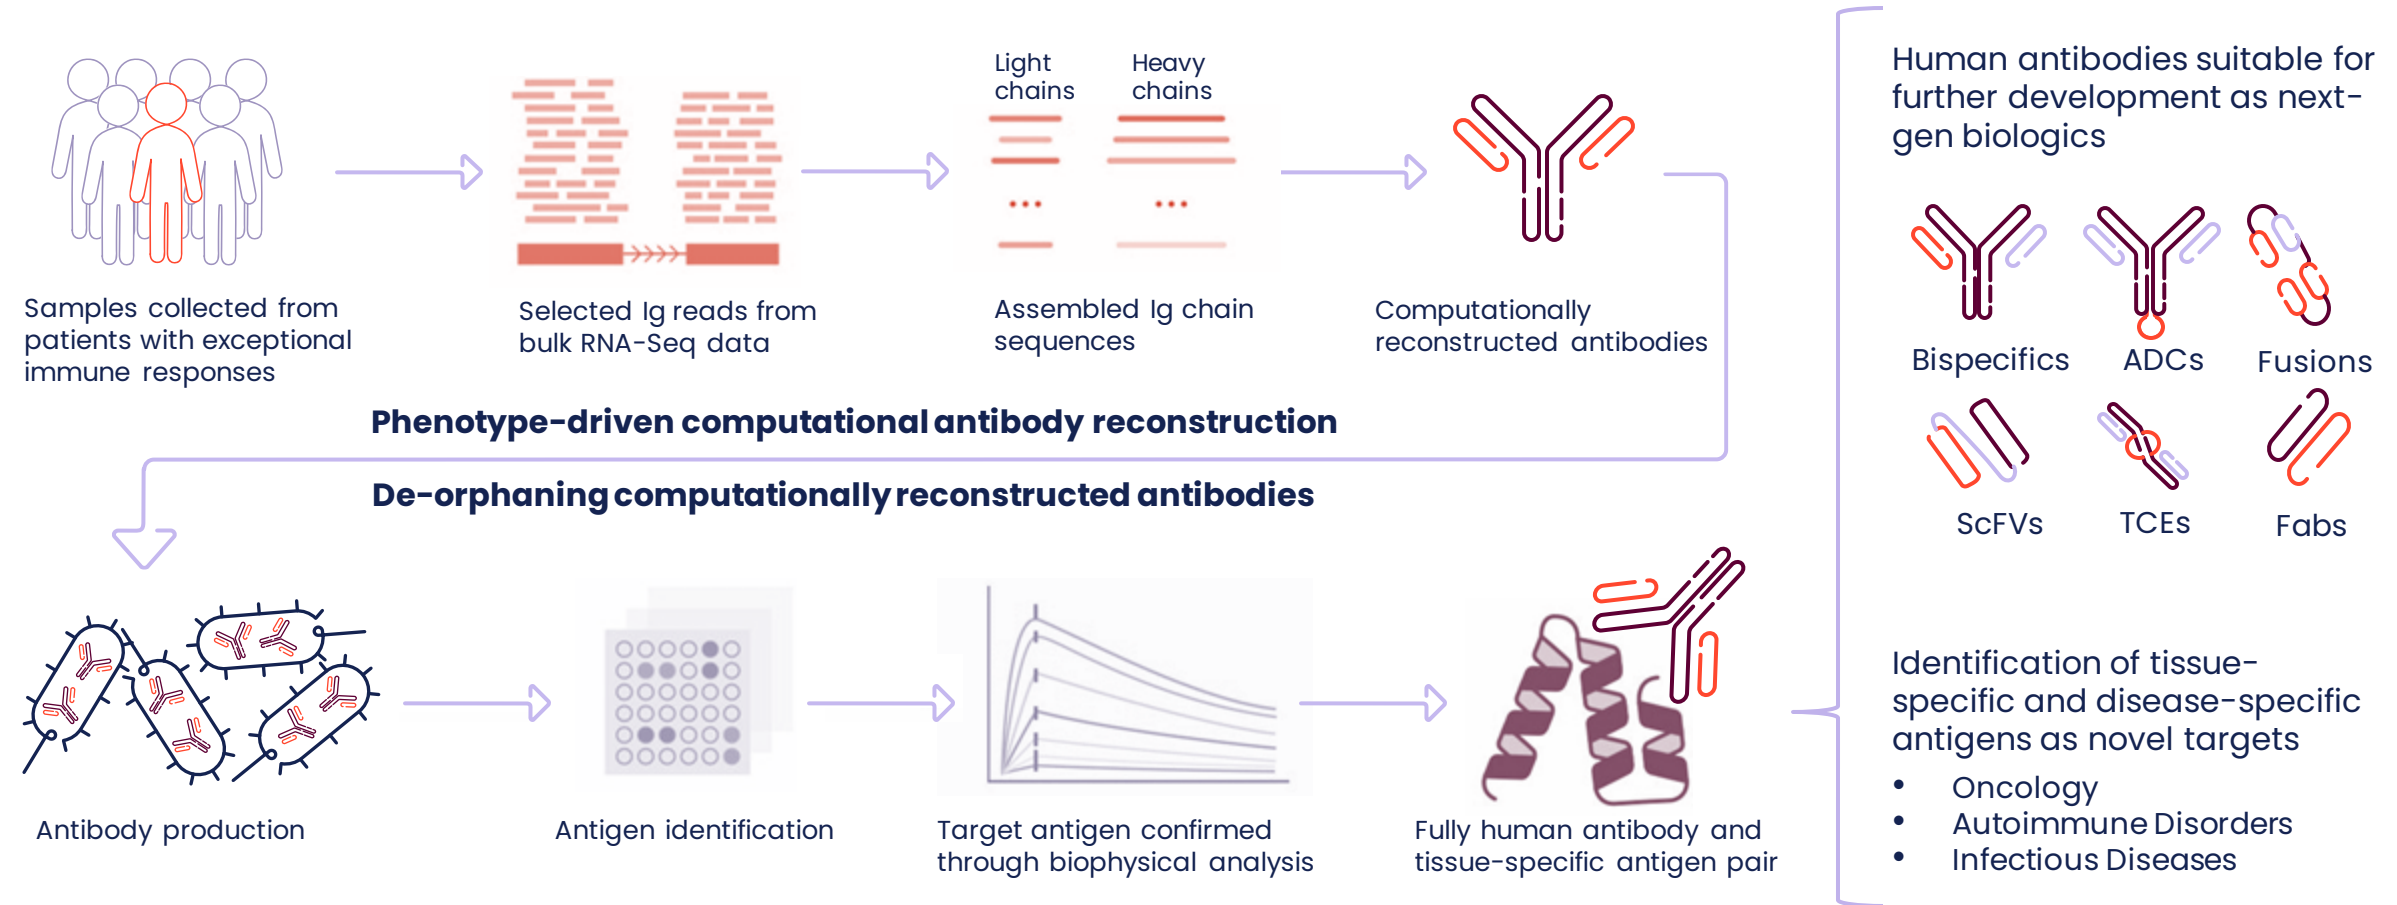 Light
chains
Heavy
chains
Samples collected from
patients with exceptional
immune responses
Selected Ig reads from
bulk RNA-Seq data
Assembled Ig chain
sequences
Computationally
reconstructed antibodies
Phenotype-driven computational antibody reconstruction
De-orphaning computationally reconstructed antibodies
Antibody production
Antigen identification
Target antigen confirmed
through biophysical analysis
Fully human antibody and
tissue-specific antigen pair
Human antibodies suitable for
further development as next-
gen biologics
Bispecifics
ADCs
Fusions
ScFVs
TCEs
Fabs
Identification of tissue-
specific and disease-specific
antigens as novel targets
• Oncology
• Autoimmune Disorders
• Infectious Diseases